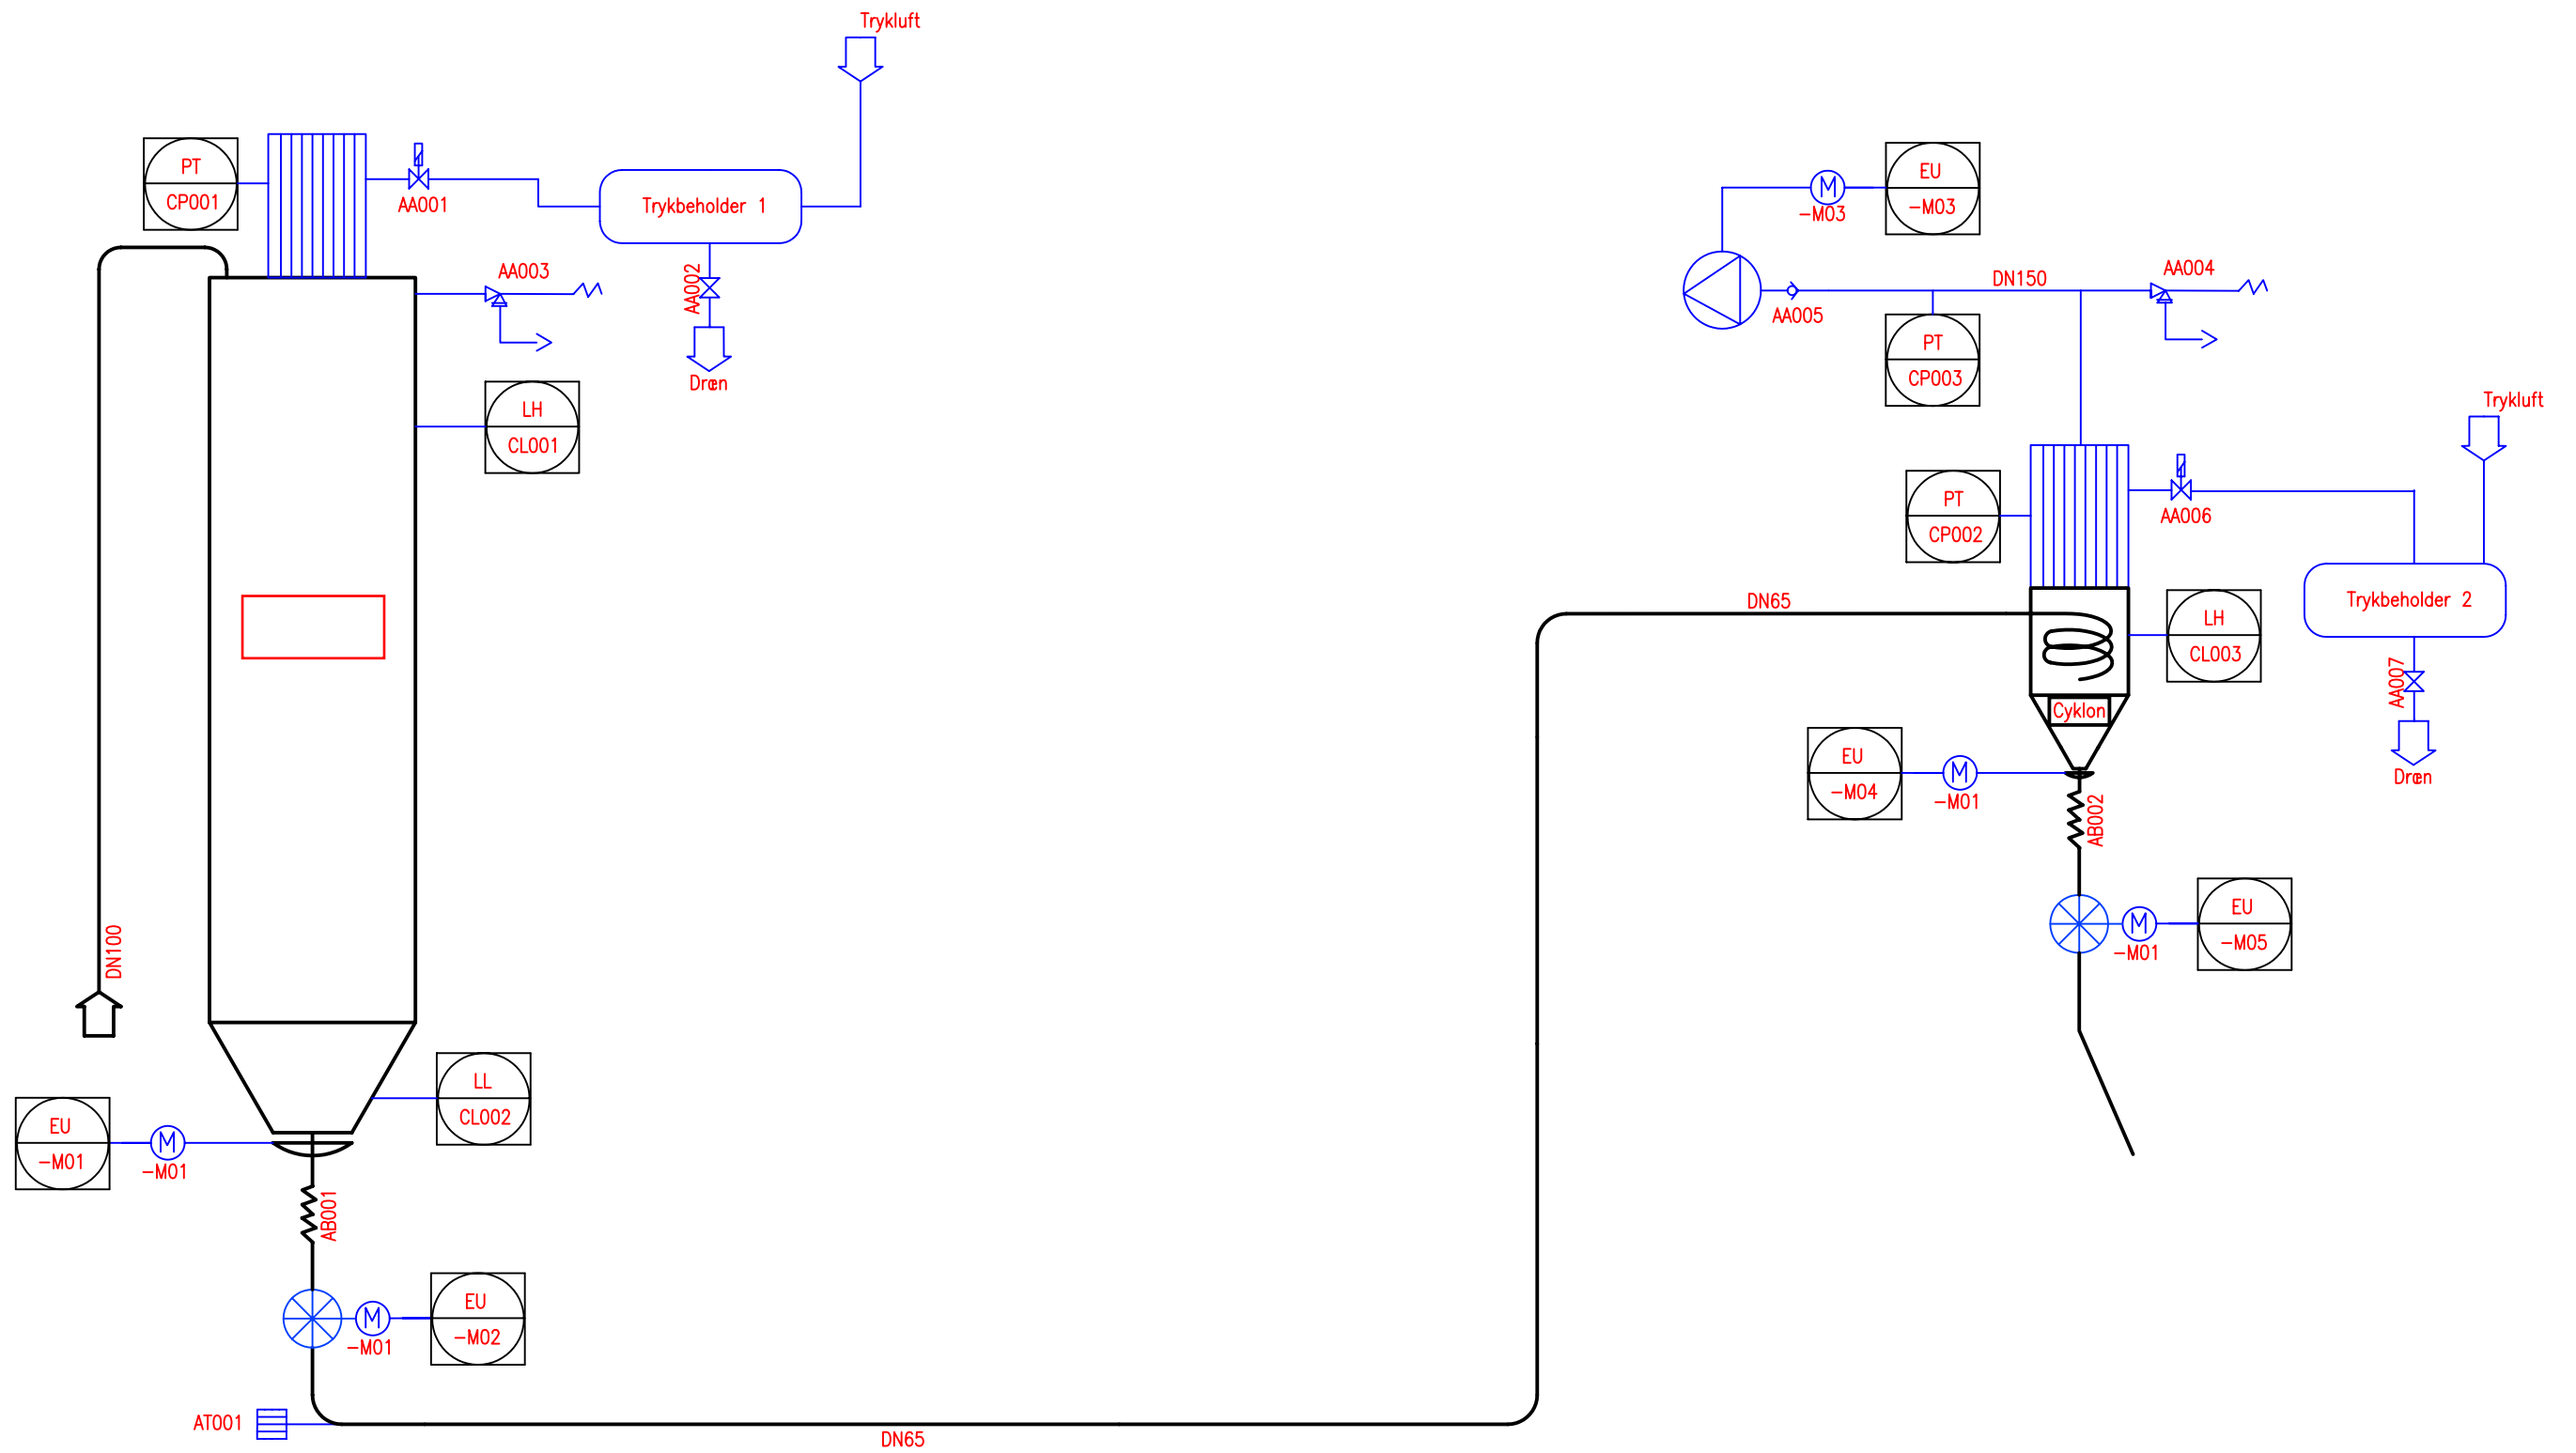 Trykluft
PT
CP001
AA001
Trykbeholder 1
AA003
AA002
Dræn
LH
CL001
DN100
LL
CL002
EU
-M01
M
-M01
AB001
M
-M01
EU
-M02
AT001
DN65
M
-M03
EU
-M03
AA005
DN150
AA004
PT
CP003
Trykluft
PT
CP002
AA006
DN65
Trykbeholder 2
LH
CL003
AA007
Dræn
Cyklon
EU
-M04
M
-M01
AB002
M
-M01
EU
-M05